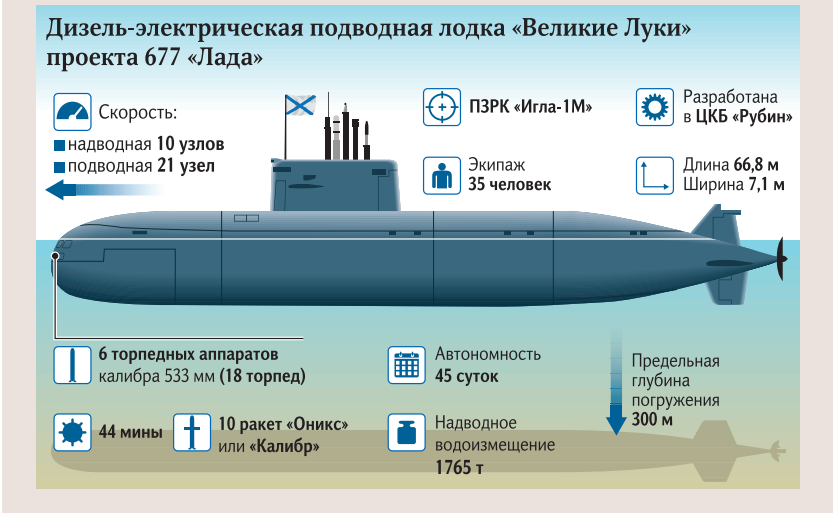 Дизель-электрическая подводная лодка «Великие Луки»
проекта 677 «Лада»
Скорость:
надводная 10 узлов
подводная 21 узел
ПЗРК «Игла-1М»
Разработана
в ЦКБ «Рубин»
Экипаж
35 человек
Длина 66,8 м
Ширина 7,1 м
6 торпедных аппаратов
калибра 533 мм (18 торпед)
Автономность
45 суток
Предельная
глубина
погружения
300 м
44 мины
10 ракет «Оникс»
или «Калибр»
Надводное
водоизмещение
1765 т